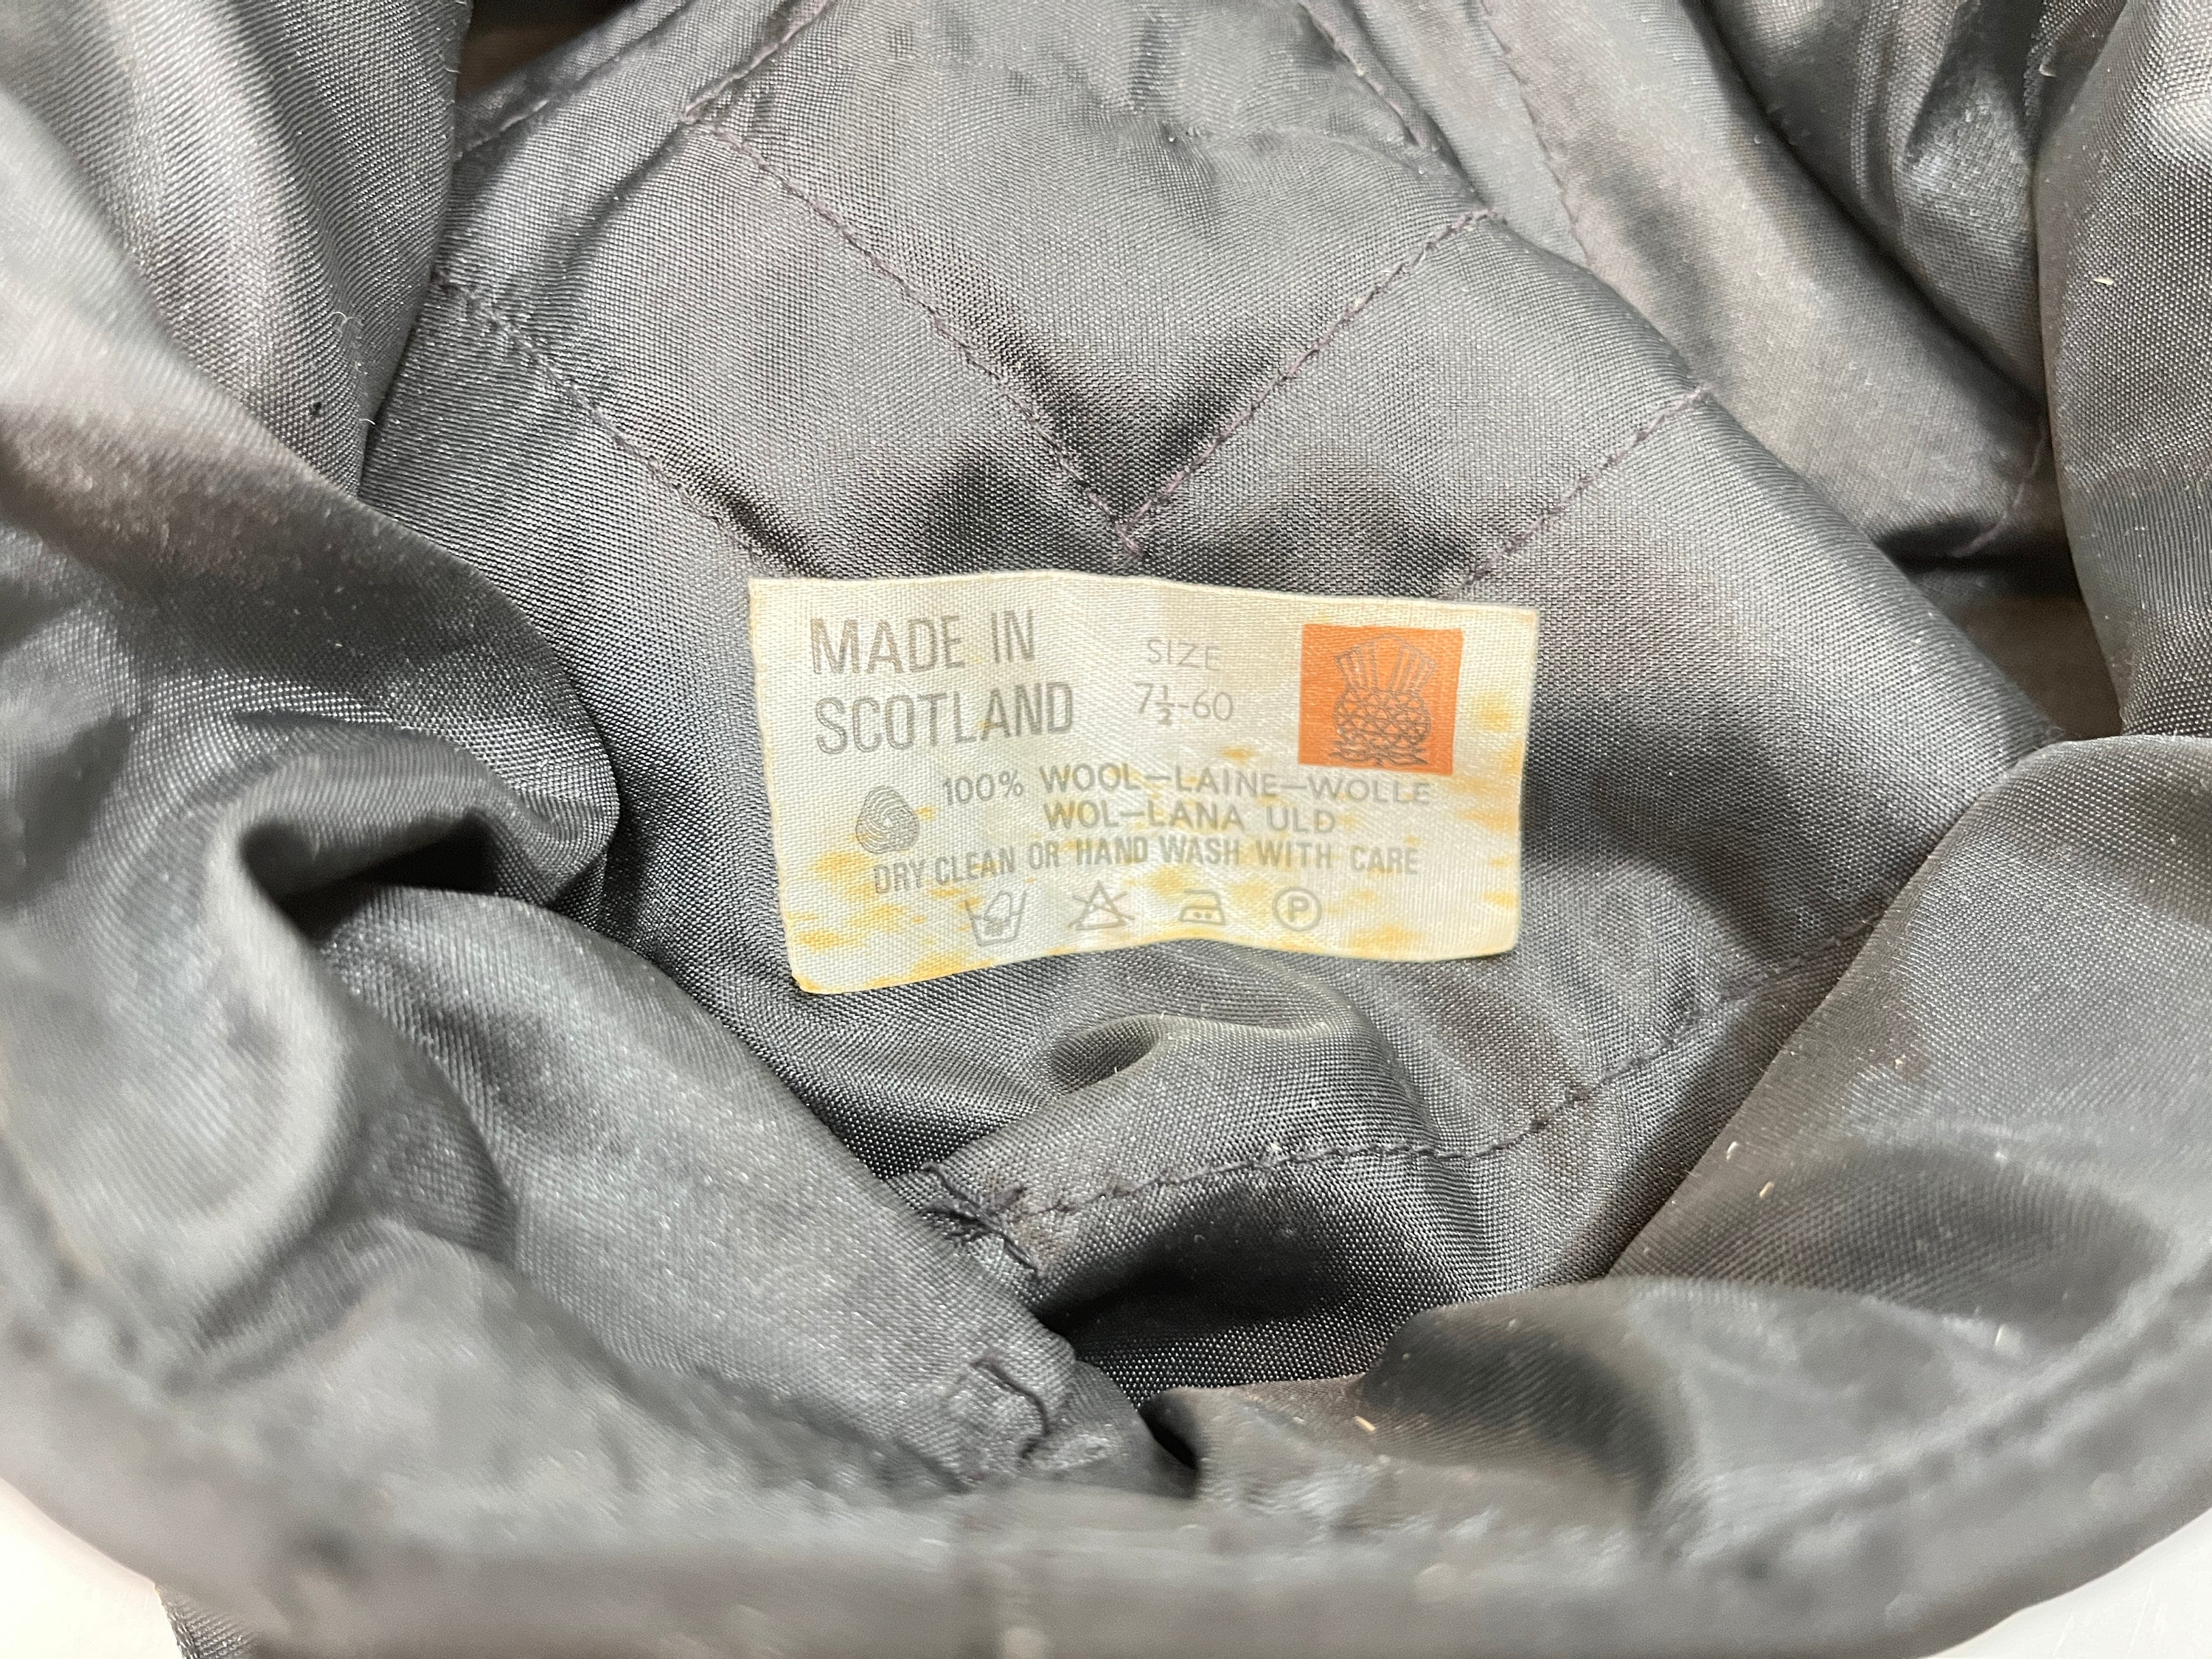 MADE IN
SCOTLAND
SIZE
7½-60
100% WOOL—LAINE—WOLLE
WOL—LANA ULD
DRY CLEAN OR HAND WASH WITH CARE
P